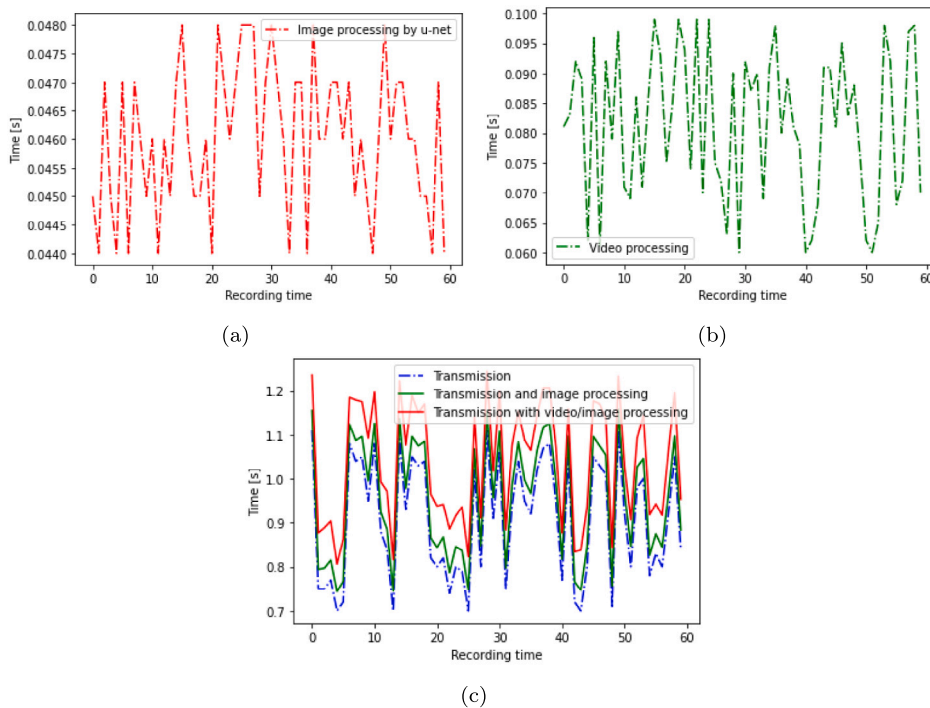 0.0480
0.0475
0.0470
0.0465
0.0460
0.0455
0.0450
0.0445
0.0440
Time [s]
Image processing by u-net
0 10 20 30 40 50 60
Recording time
(a)
0.100
0.095
0.090
0.085
0.080
0.075
0.070
0.065
0.060
Time [s]
Video processing
0 10 20 30 40 50 60
Recording time
(b)
1.2
1.1
1.0
0.9
0.8
0.7
Time [s]
Transmission
Transmission and image processing
Transmission with video/image processing
0 10 20 30 40 50 60
Recording time
(c)